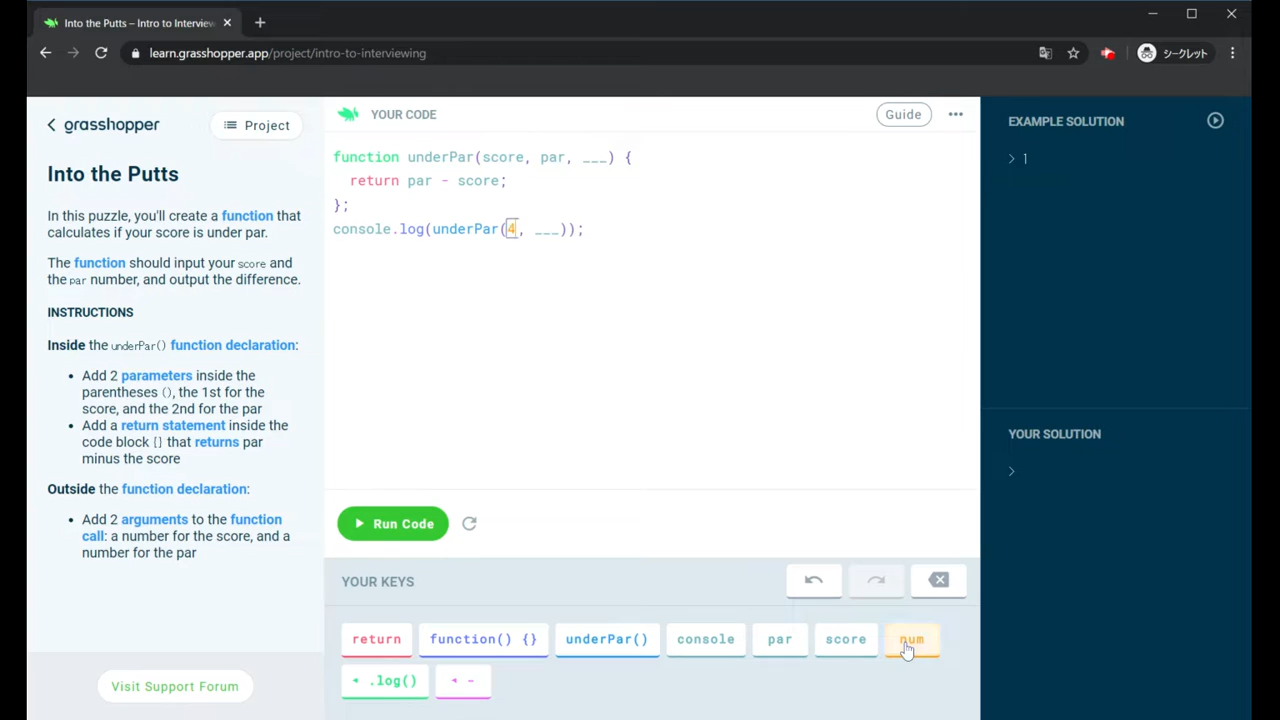 Into the Putts – Intro to Interview
learn.grasshopper.app/project/intro-to-interviewing
シークレット
grasshopper
Project
Into the Putts
In this puzzle, you'll create a function that
calculates if your score is under par.
The function should input your score and
the par number, and output the difference.
INSTRUCTIONS
Inside the underPar() function declaration:
• Add 2 parameters inside the
parentheses (), the 1st for the
score, and the 2nd for the par
• Add a return statement inside the
code block {} that returns par
minus the score
Outside the function declaration:
• Add 2 arguments to the function
call: a number for the score, and a
number for the par
Visit Support Forum
YOUR CODE
Guide
function underPar(score, par, ___) {
return par - score;
};
console.log(underPar(4, ___));
Run Code
YOUR KEYS
return
function() {}
underPar()
console
par
score
num
.log()
-
EXAMPLE SOLUTION
> 1
YOUR SOLUTION
>